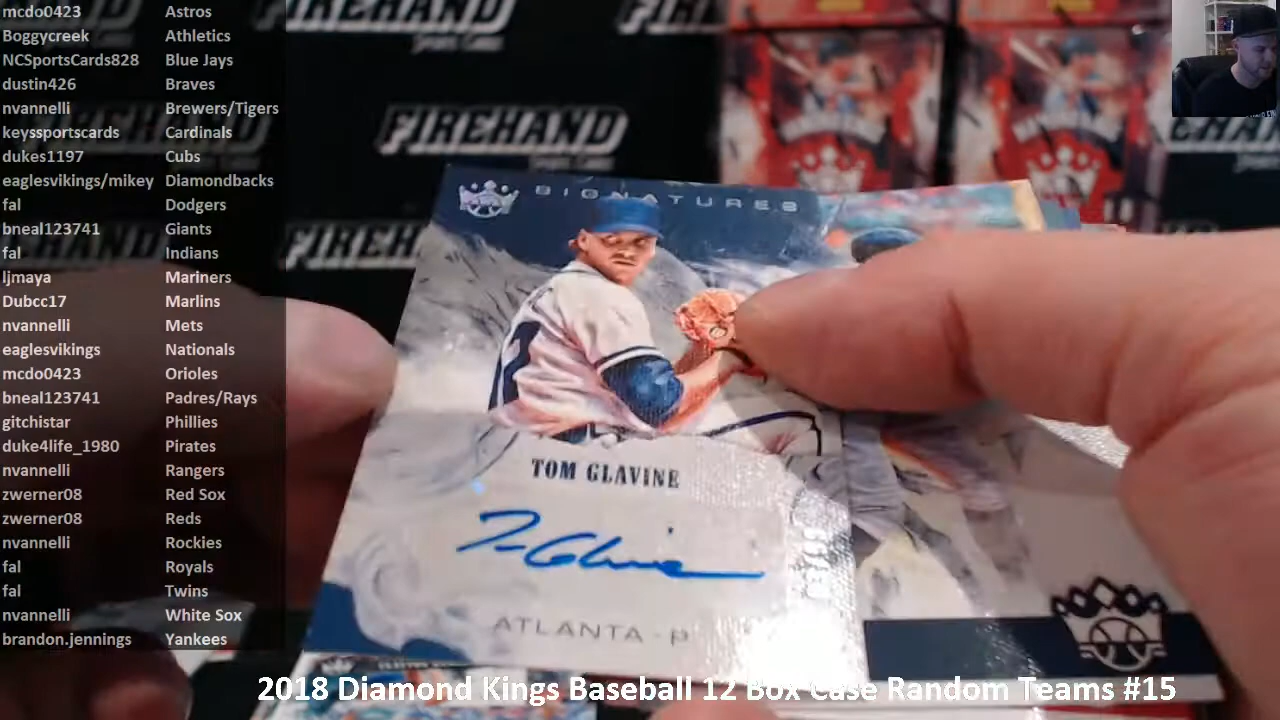 mcdo0423 Astros
Boggycreek Athletics
NCSportsCards828 Blue Jays
dustin426 Braves
nvannelli Brewers/Tigers
keyssportscards Cardinals
dukes1197 Cubs
eaglesvikings/mikey Diamondbacks
fal Dodgers
bneal123741 Giants
fal Indians
ljmaya Mariners
Dubcc17 Marlins
nvannelli Mets
eaglesvikings Nationals
mcdo0423 Orioles
bneal123741 Padres/Rays
gitchistar Phillies
duke4life_1980 Pirates
nvannelli Rangers
zwerner08 Red Sox
zwerner08 Reds
nvannelli Rockies
fal Royals
fal Twins
nvannelli White Sox
brandon.jennings Yankees
FIREHAND
SIGNATURES
TOM GLAVINE
T Glavine
ATLANTA - P
2018 Diamond Kings Baseball 12 Box Case Random Teams #15